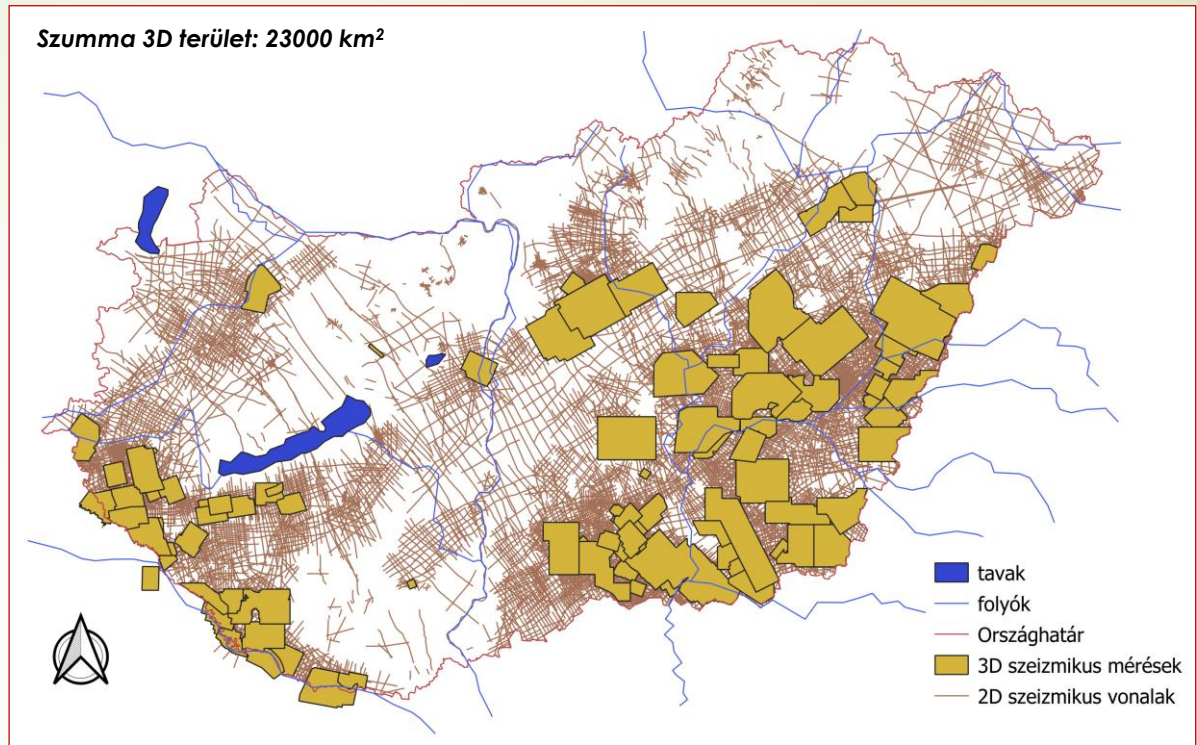 Szumma 3D terület: 23000 km²
tavak
folyók
Országhatár
3D szeizmikus mérések
2D szeizmikus vonalak